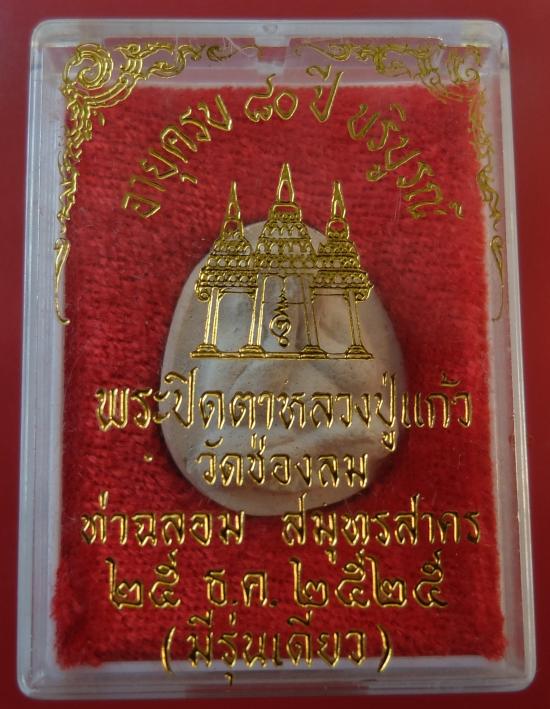 อายุครบ ๘๐ ปี บริบูรณ์
พระปิดตาหลวงปู่แก้ว
วัดช่องลม
ท่าฉลอม สมุทรสาคร
๒๕ ธ.ค. ๒๕๒๕
(มีรุ่นเดียว)